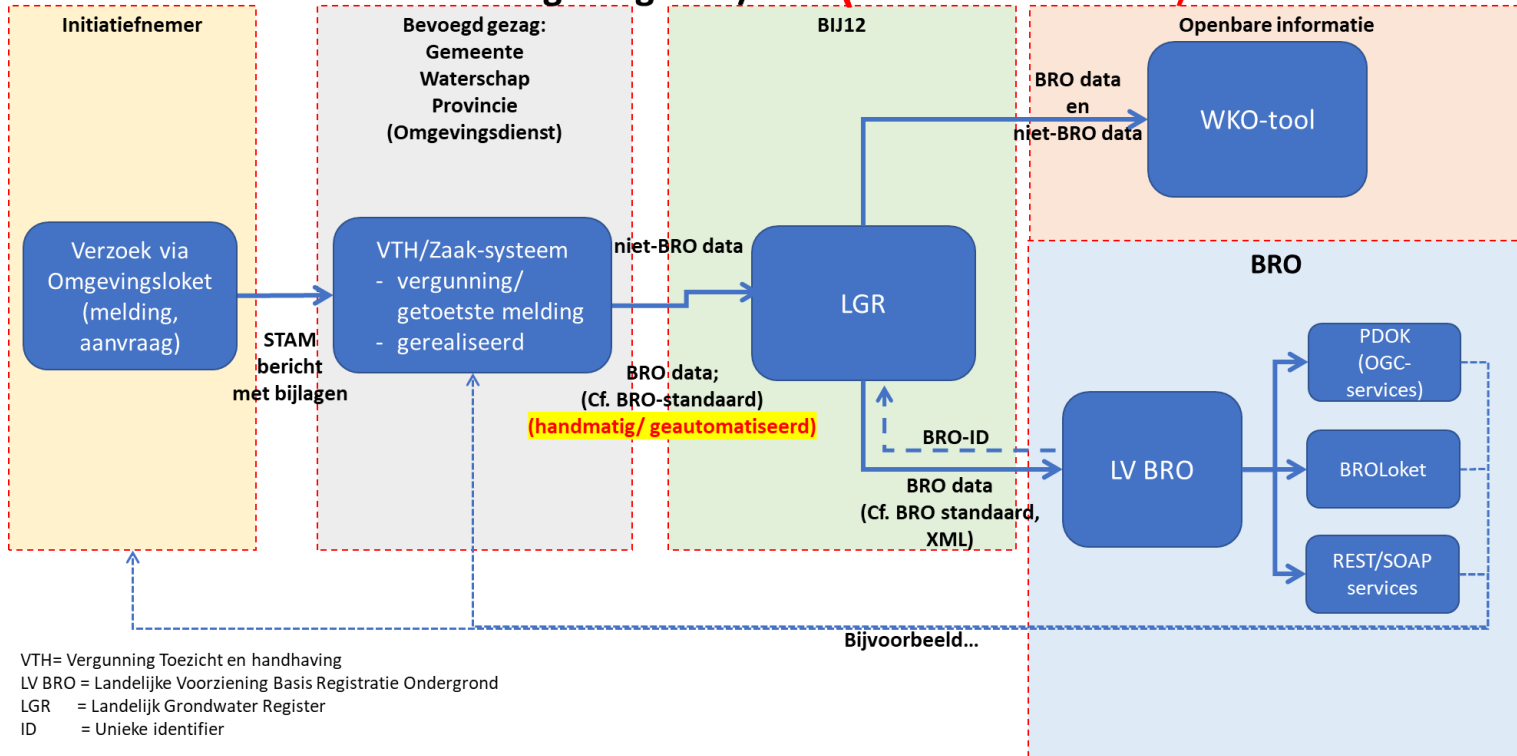 Initiatiefnemer
Verzoek via
Omgevingsloket
(melding,
aanvraag)
STAM
bericht
met bijlagen
Bevoegd gezag:
Gemeente
Waterschap
Provincie
(Omgevingsdienst)
VTH/Zaak-systeem
- vergunning/
getoetste melding
- gerealiseerd
niet-BRO data
BRO data;
(Cf. BRO-standaard)
(handmatig/ geautomatiseerd)
BIJ12
LGR
BRO-ID
BRO data
(Cf. BRO standaard,
XML)
Openbare informatie
BRO data
en
niet-BRO data
WKO-tool
BRO
LV BRO
PDOK
(OGC-
services)
BROLoket
REST/SOAP
services
Bijvoorbeeld...
VTH= Vergunning Toezicht en handhaving
LV BRO = Landelijke Voorziening Basis Registratie Ondergrond
LGR = Landelijk Grondwater Register
ID = Unieke identifier